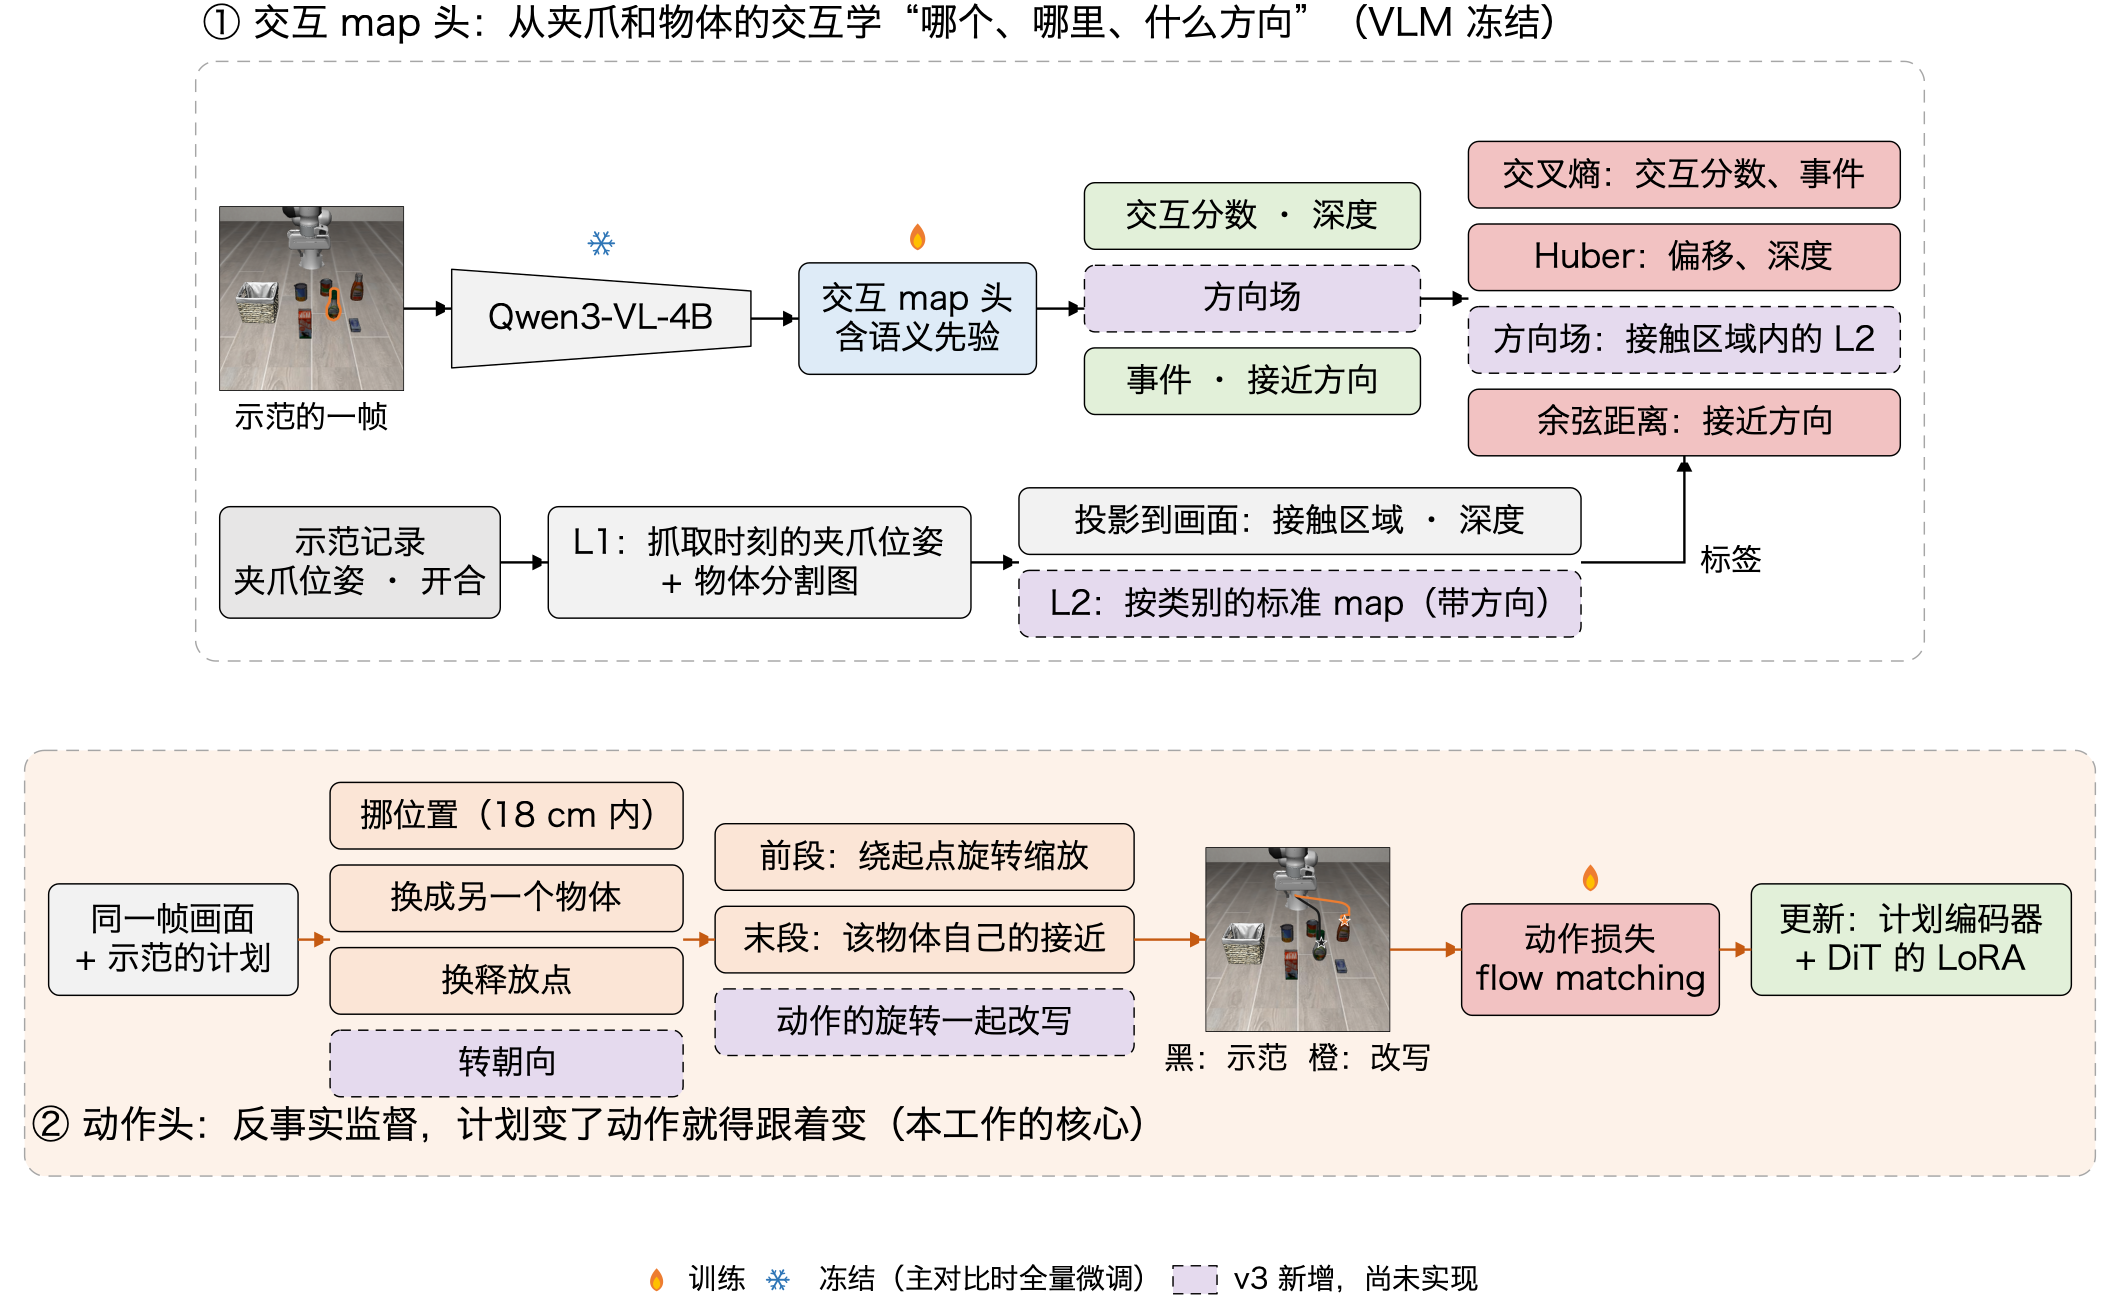 ① 交互 map 头：从夹爪和物体的交互学“哪个、哪里、什么方向”（VLM 冻结）
交叉熵：交互分数、事件
交互分数 · 深度
Huber：偏移、深度
Qwen3-VL-4B
交互 map 头
含语义先验
方向场
方向场：接触区域内的 L2
事件 · 接近方向
余弦距离：接近方向
示范的一帧
示范记录
夹爪位姿 · 开合
L1：抓取时刻的夹爪位姿
+ 物体分割图
投影到画面：接触区域 · 深度
L2：按类别的标准 map（带方向）
标签
同一帧画面
+ 示范的计划
挪位置（18 cm 内）
换成另一个物体
换释放点
转朝向
前段：绕起点旋转缩放
末段：该物体自己的接近
动作的旋转一起改写
黑：示范 橙：改写
动作损失
flow matching
更新：计划编码器
+ DiT 的 LoRA
② 动作头：反事实监督，计划变了动作就得跟着变（本工作的核心）
训练 冻结（主对比时全量微调） v3 新增，尚未实现